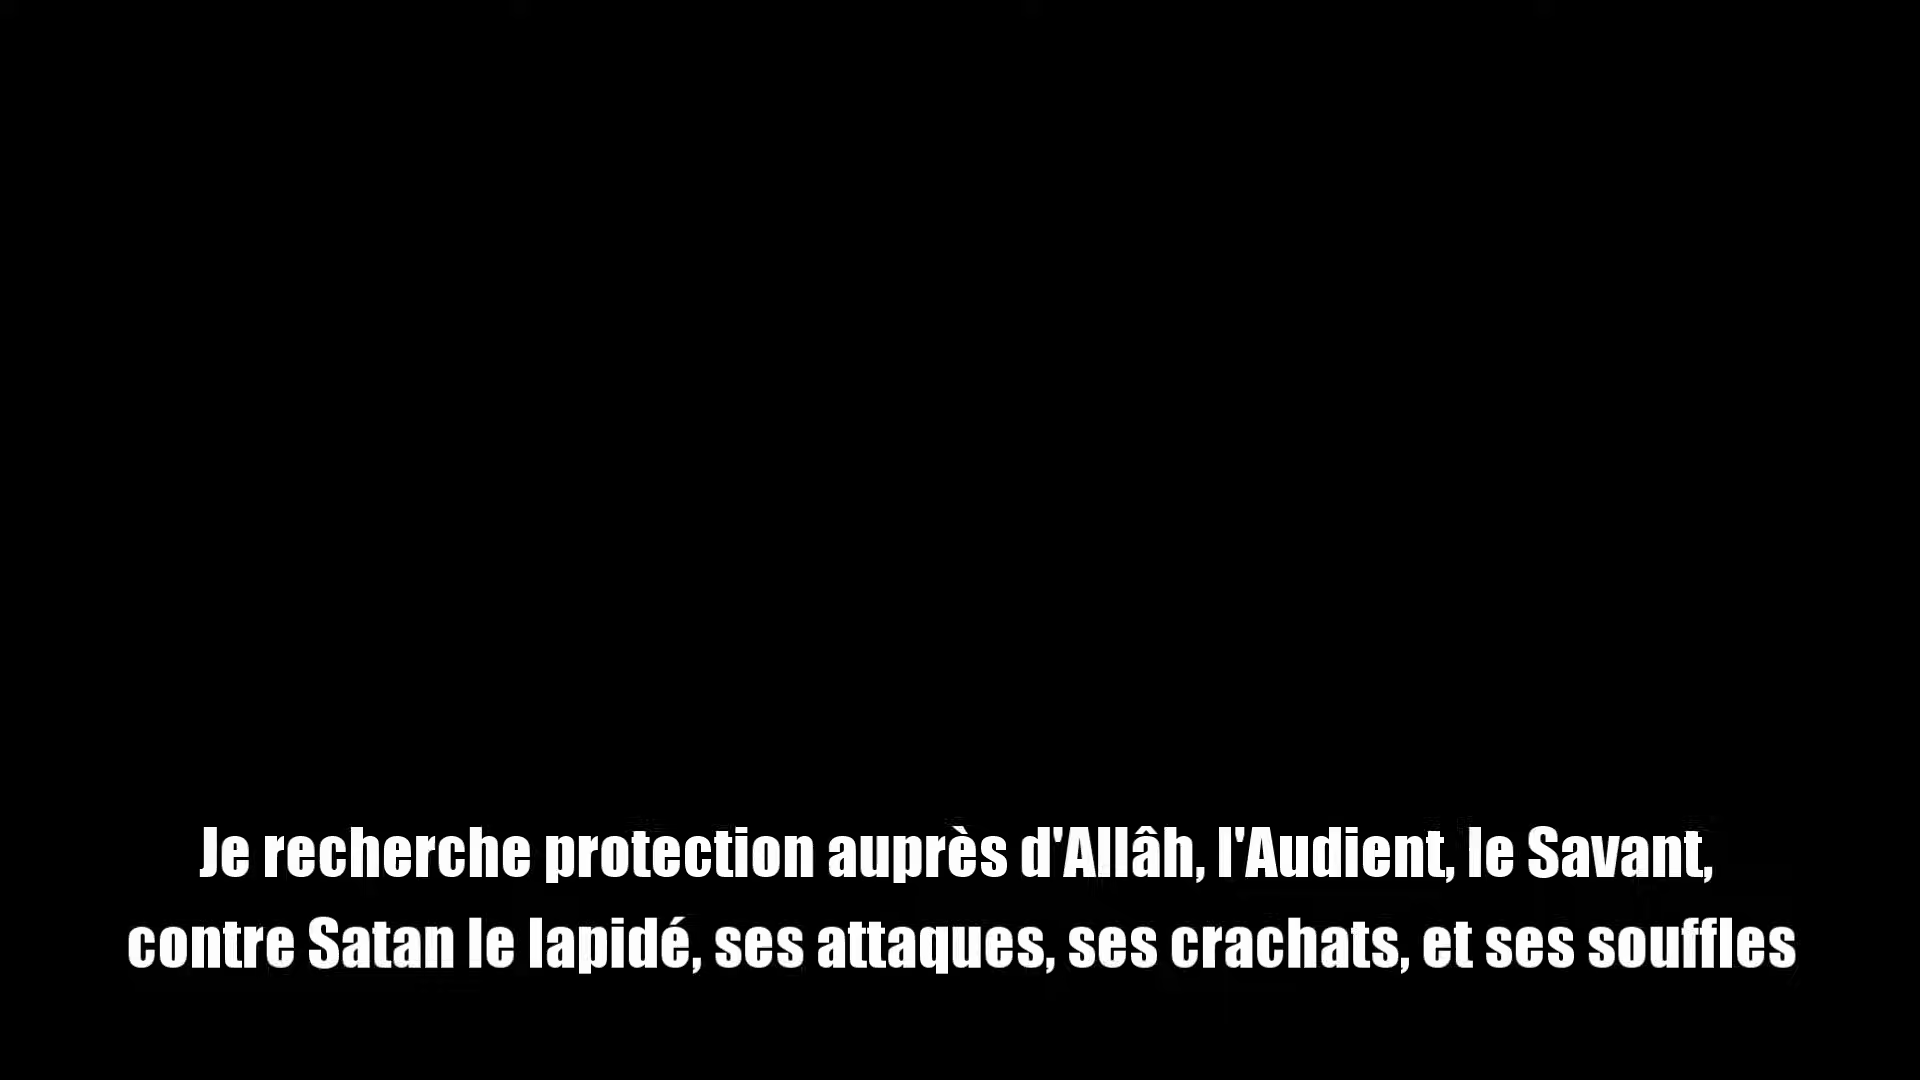 Je recherche protection auprès d'Allâh, l'Audient, le Savant,
contre Satan le lapidé, ses attaques, ses crachats, et ses souffles